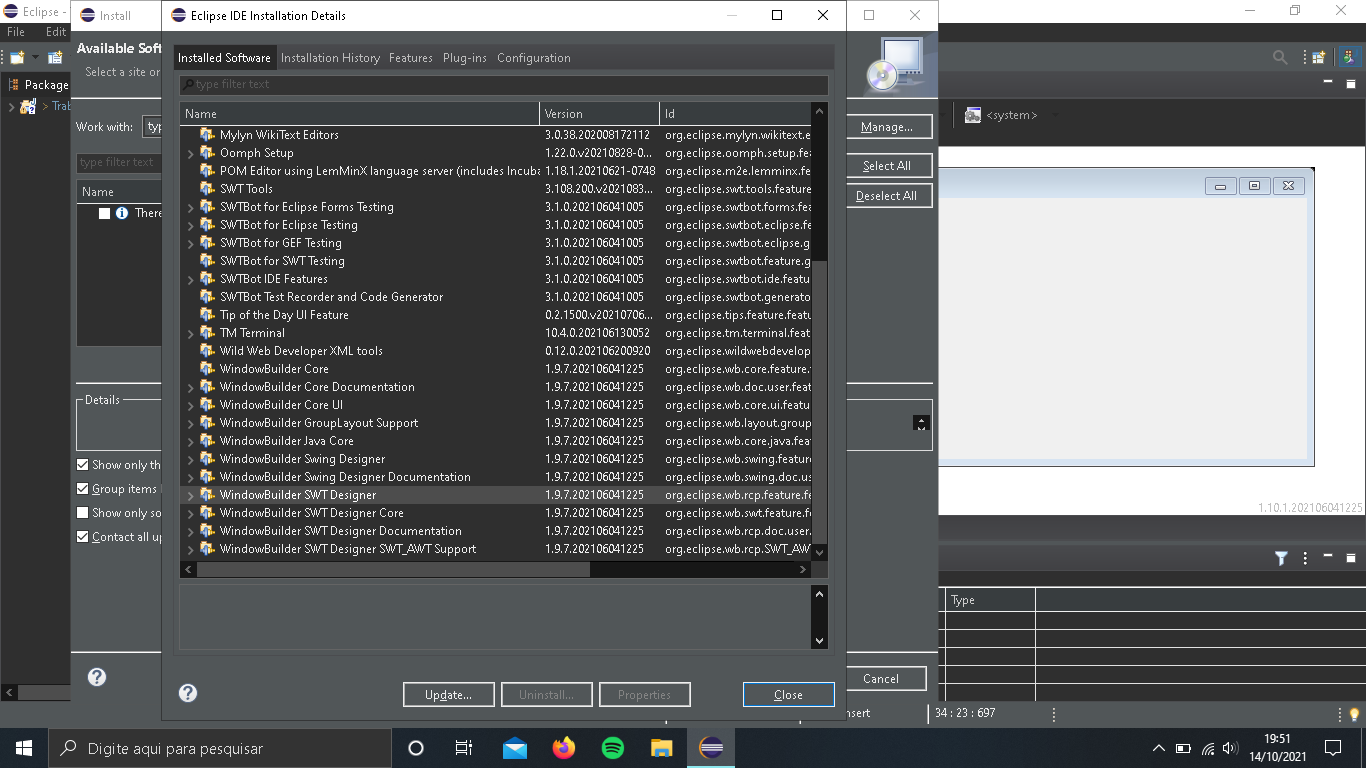 Eclipse -
File Edit
Package
> Trab
Install
Available Soft
Select a site or
Work with: typ
type filter text
Name
There
Details
Show only th
Group items
Show only so
Contact all up
Eclipse IDE Installation Details
Installed Software Installation History Features Plug-ins Configuration
type filter text
Name Version Id
Mylyn WikiText Editors 3.0.38.202008172112 org.eclipse.mylyn.wikitext.e
Oomph Setup 1.22.0.v20210828-0... org.eclipse.oomph.setup.fea
POM Editor using LemMinX language server (includes Incuba 1.18.1.20210621-0748 org.eclipse.m2e.lemminx.fe
SWT Tools 3.108.200.v2021083... org.eclipse.swt.tools.feature
SWTBot for Eclipse Forms Testing 3.1.0.202106041005 org.eclipse.swtbot.forms.fea
SWTBot for Eclipse Testing 3.1.0.202106041005 org.eclipse.swtbot.eclipse.fe
SWTBot for GEF Testing 3.1.0.202106041005 org.eclipse.swtbot.eclipse.g
SWTBot for SWT Testing 3.1.0.202106041005 org.eclipse.swtbot.feature.g
SWTBot IDE Features 3.1.0.202106041005 org.eclipse.swtbot.ide.featu
SWTBot Test Recorder and Code Generator 3.1.0.202106041005 org.eclipse.swtbot.generato
Tip of the Day UI Feature 0.2.1500.v20210706... org.eclipse.tips.feature.feat
TM Terminal 10.4.0.202106130052 org.eclipse.tm.terminal.feat
Wild Web Developer XML tools 0.12.0.202106200920 org.eclipse.wildwebdevelop
WindowBuilder Core 1.9.7.202106041225 org.eclipse.wb.core.feature.
WindowBuilder Core Documentation 1.9.7.202106041225 org.eclipse.wb.doc.user.feat
WindowBuilder Core UI 1.9.7.202106041225 org.eclipse.wb.core.ui.featu
WindowBuilder GroupLayout Support 1.9.7.202106041225 org.eclipse.wb.layout.group
WindowBuilder Java Core 1.9.7.202106041225 org.eclipse.wb.core.java.fea
WindowBuilder Swing Designer 1.9.7.202106041225 org.eclipse.wb.swing.feature
WindowBuilder Swing Designer Documentation 1.9.7.202106041225 org.eclipse.wb.swing.doc.us
WindowBuilder SWT Designer 1.9.7.202106041225 org.eclipse.wb.rcp.feature.fe
WindowBuilder SWT Designer Core 1.9.7.202106041225 org.eclipse.wb.swt.feature.f
WindowBuilder SWT Designer Documentation 1.9.7.202106041225 org.eclipse.wb.rcp.doc.user.
WindowBuilder SWT Designer SWT_AWT Support 1.9.7.202106041225 org.eclipse.wb.rcp.SWT_AW
Update... Uninstall... Properties Close
Manage...
Select All
Deselect All
Cancel
<system>
1.10.1.202106041225
Type
nsert 34 : 23 : 697
Digite aqui para pesquisar
19:51
14/10/2021